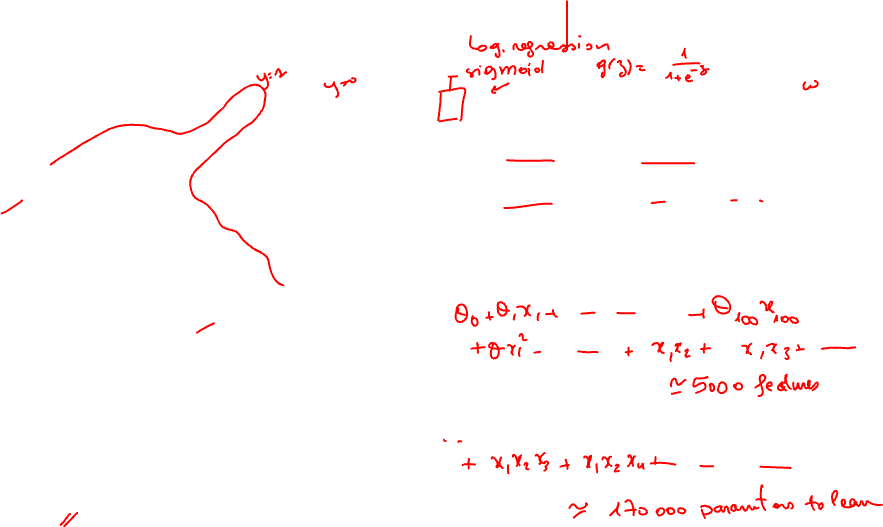 Log. regression
y=1 y=0 sigmoid g(z) = 1/(1+e^-z) ω
θ₀ + θ₁x₁ + — — + θ₁₀₀x₁₀₀
+ θx₁² - — + x₁x₂ + x₁x₃ + —
≃ 5000 features
+ x₁x₂x₃ + x₁x₂x₄ + - —
≃ 170 000 parameters to learn